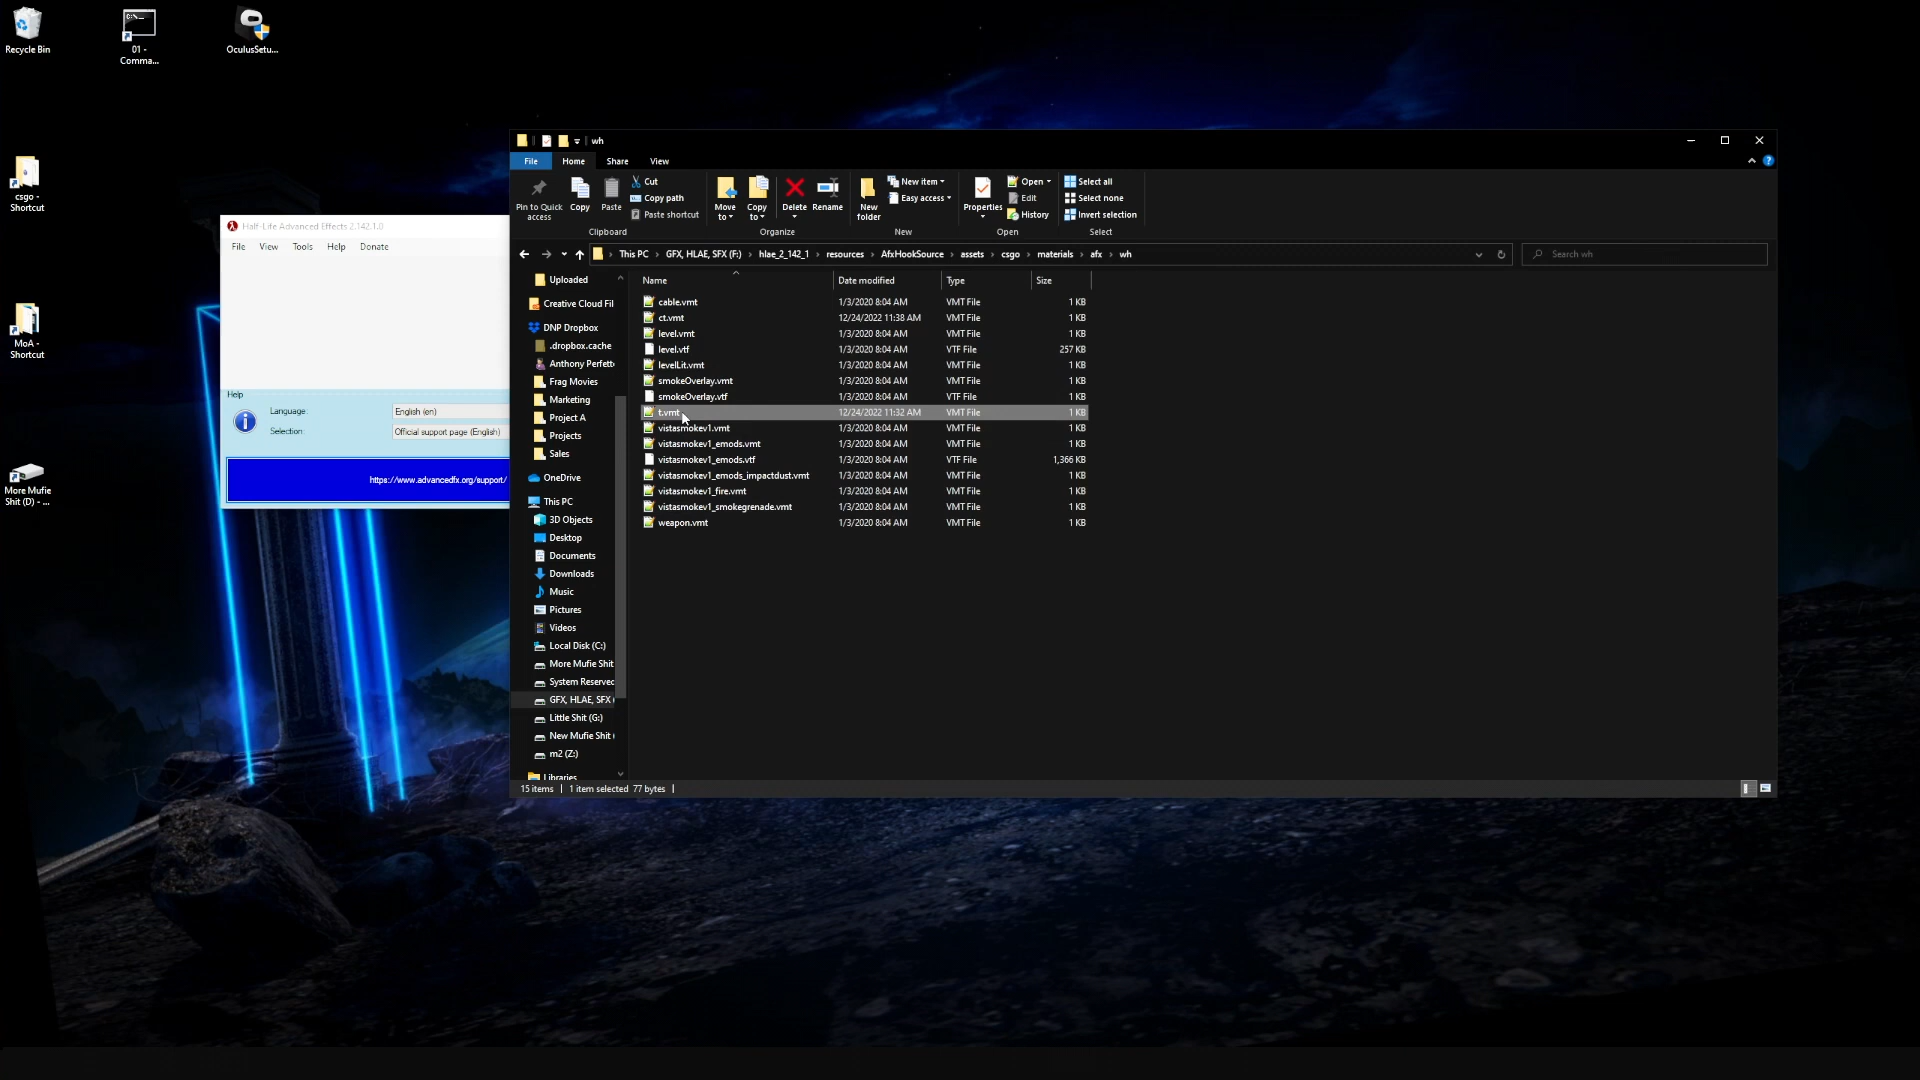 Recycle Bin
01 -
Comma...
OculusSetu...
csgo -
Shortcut
MoA -
Shortcut
More Mufie
Shit (D) - ...
Half-Life Advanced Effects 2.142.1.0
File View Tools Help Donate
Help
Language: English (en)
Selection: Official support page (English)
https://www.advancedfx.org/support/
wh
File Home Share View
Pin to Quick
access
Copy
Paste
Cut
Copy path
Paste shortcut
Clipboard
Move
to
Copy
to
Delete
Rename
Organize
New
folder
New item
Easy access
New
Properties
Open
Edit
History
Open
Select all
Select none
Invert selection
Select
This PC › GFX, HLAE, SFX (F:) › hlae_2_142_1 › resources › AfxHookSource › assets › csgo › materials › afx › wh
Search wh
Uploaded
Creative Cloud Fil
DNP Dropbox
.dropbox.cache
Anthony Perfett
Frag Movies
Marketing
Project A
Projects
Sales
OneDrive
This PC
3D Objects
Desktop
Documents
Downloads
Music
Pictures
Videos
Local Disk (C:)
More Mufie Shit
System Reserved
GFX, HLAE, SFX (
Little Shit (G:)
New Mufie Shit (
m2 (Z:)
Libraries
Name Date modified Type Size
cable.vmt 1/3/2020 8:04 AM VMT File 1 KB
ct.vmt 12/24/2022 11:38 AM VMT File 1 KB
level.vmt 1/3/2020 8:04 AM VMT File 1 KB
level.vtf 1/3/2020 8:04 AM VTF File 257 KB
levelLit.vmt 1/3/2020 8:04 AM VMT File 1 KB
smokeOverlay.vmt 1/3/2020 8:04 AM VMT File 1 KB
smokeOverlay.vtf 1/3/2020 8:04 AM VTF File 1 KB
t.vmt 12/24/2022 11:32 AM VMT File 1 KB
vistasmokev1.vmt 1/3/2020 8:04 AM VMT File 1 KB
vistasmokev1_emods.vmt 1/3/2020 8:04 AM VMT File 1 KB
vistasmokev1_emods.vtf 1/3/2020 8:04 AM VTF File 1,366 KB
vistasmokev1_emods_impactdust.vmt 1/3/2020 8:04 AM VMT File 1 KB
vistasmokev1_fire.vmt 1/3/2020 8:04 AM VMT File 1 KB
vistasmokev1_smokegrenade.vmt 1/3/2020 8:04 AM VMT File 1 KB
weapon.vmt 1/3/2020 8:04 AM VMT File 1 KB
15 items 1 item selected 77 bytes